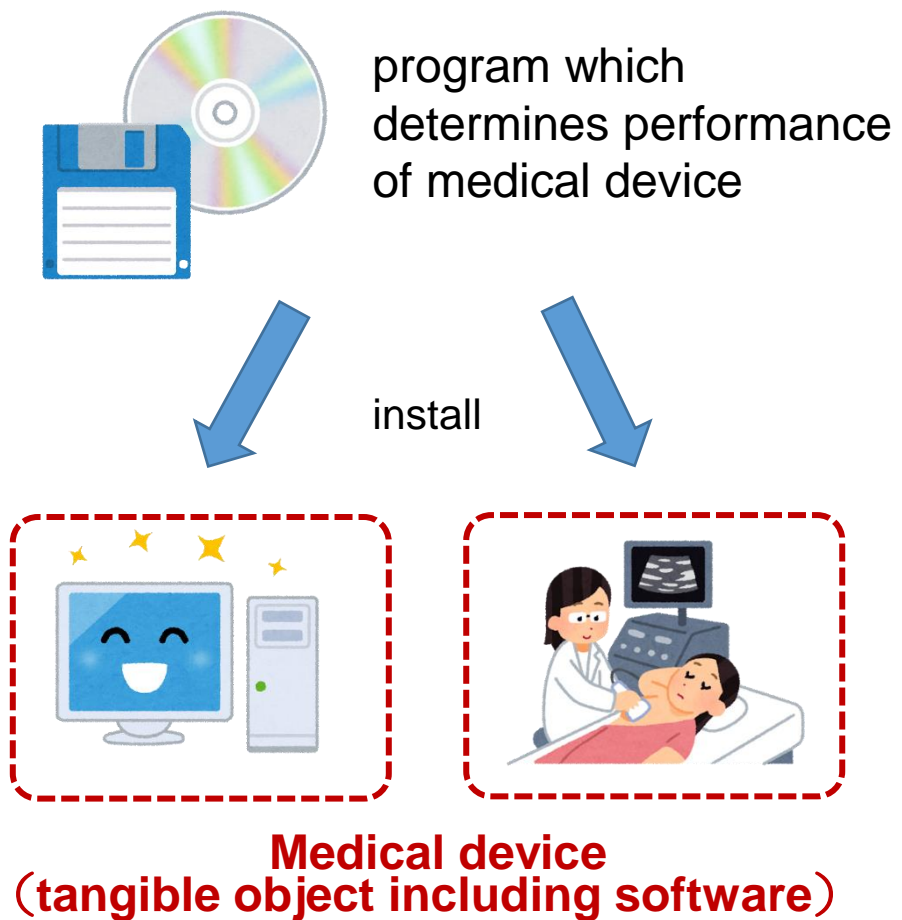 program which
determines performance
of medical device
install
Medical device
（tangible object including software）